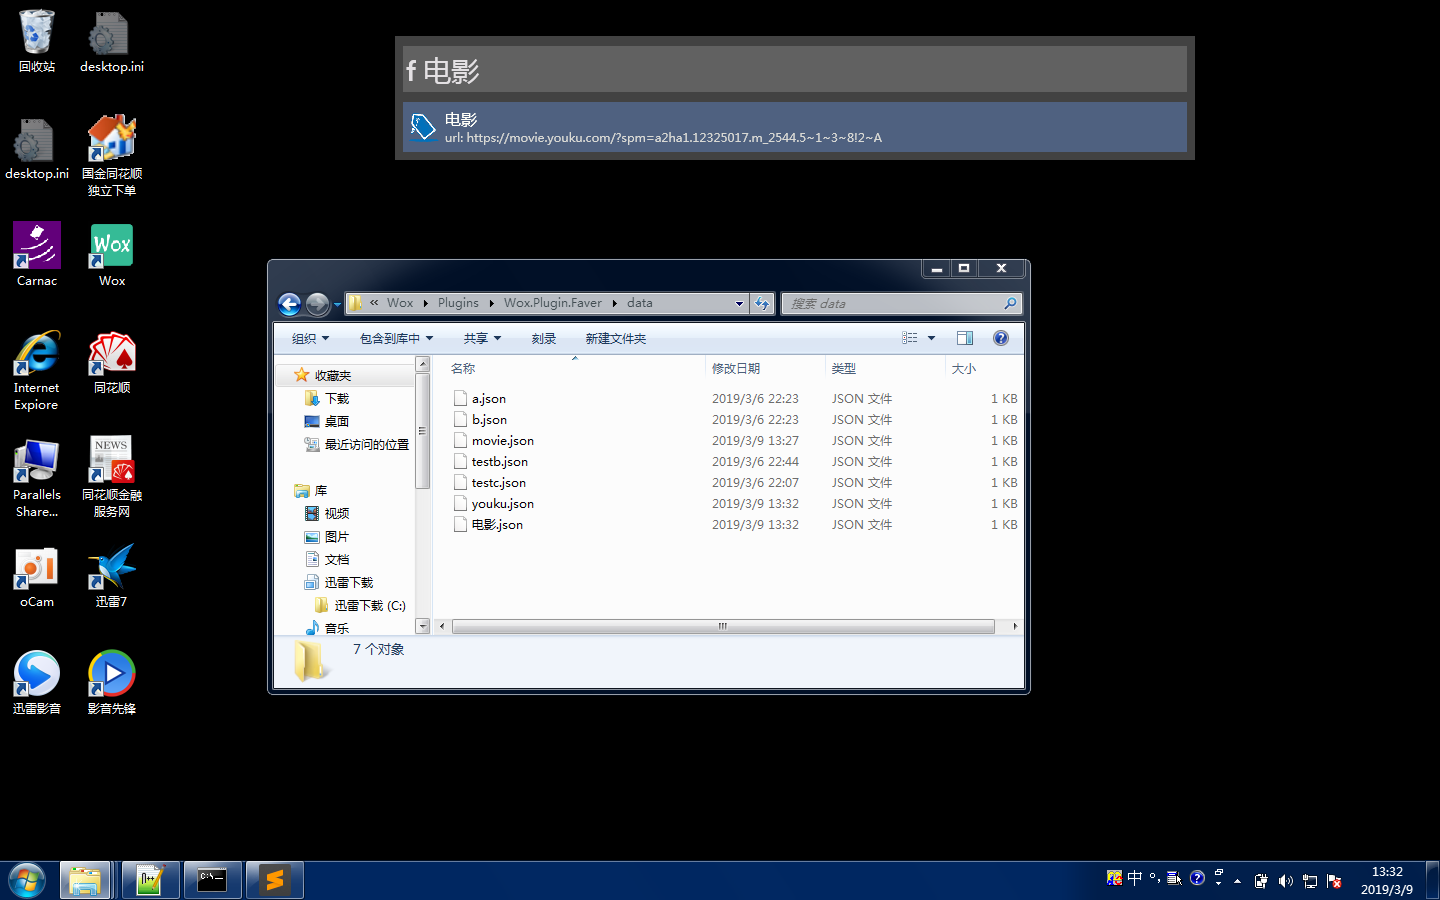 回收站
desktop.ini
desktop.ini
国金同花顺
独立下单
Carnac
Wox
Wox
Internet
Expiore
同花顺
NEWS
Parallels
Share...
同花顺金融
服务网
oCam
迅雷7
迅雷影音
影音先锋
f 电影
电影
url: https://movie.youku.com/?spm=a2ha1.12325017.m_2544.5~1~3~8!2~A
« Wox Plugins Wox.Plugin.Faver data
搜索 data
组织 包含到库中 共享 刻录 新建文件夹
收藏夹
下载
桌面
最近访问的位置
库
视频
图片
文档
迅雷下载
迅雷下载 (C:)
音乐
名称 修改日期 类型 大小
a.json 2019/3/6 22:23 JSON 文件 1 KB
b.json 2019/3/6 22:23 JSON 文件 1 KB
movie.json 2019/3/9 13:27 JSON 文件 1 KB
testb.json 2019/3/6 22:44 JSON 文件 1 KB
testc.json 2019/3/6 22:07 JSON 文件 1 KB
youku.json 2019/3/9 13:32 JSON 文件 1 KB
电影.json 2019/3/9 13:32 JSON 文件 1 KB
7 个对象
中
13:32
2019/3/9